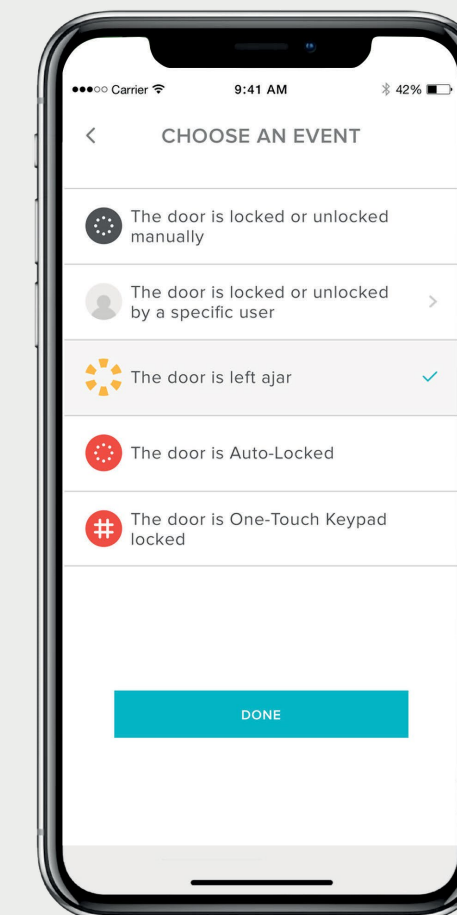 ●●●○○ Carrier 9:41 AM 42%
CHOOSE AN EVENT
The door is locked or unlocked
manually
The door is locked or unlocked
by a specific user
The door is left ajar
The door is Auto-Locked
#
The door is One-Touch Keypad
locked
DONE